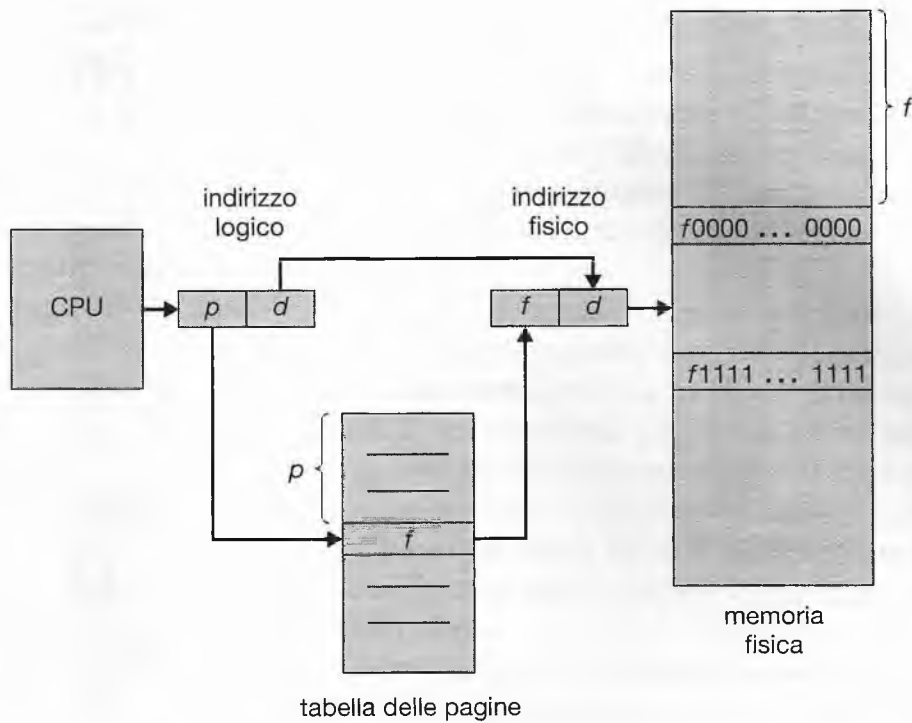 f
indirizzo
logico
indirizzo
fisico
f0000 ... 0000
CPU
p
d
f
d
f1111 ... 1111
p
f
memoria
fisica
tabella delle pagine